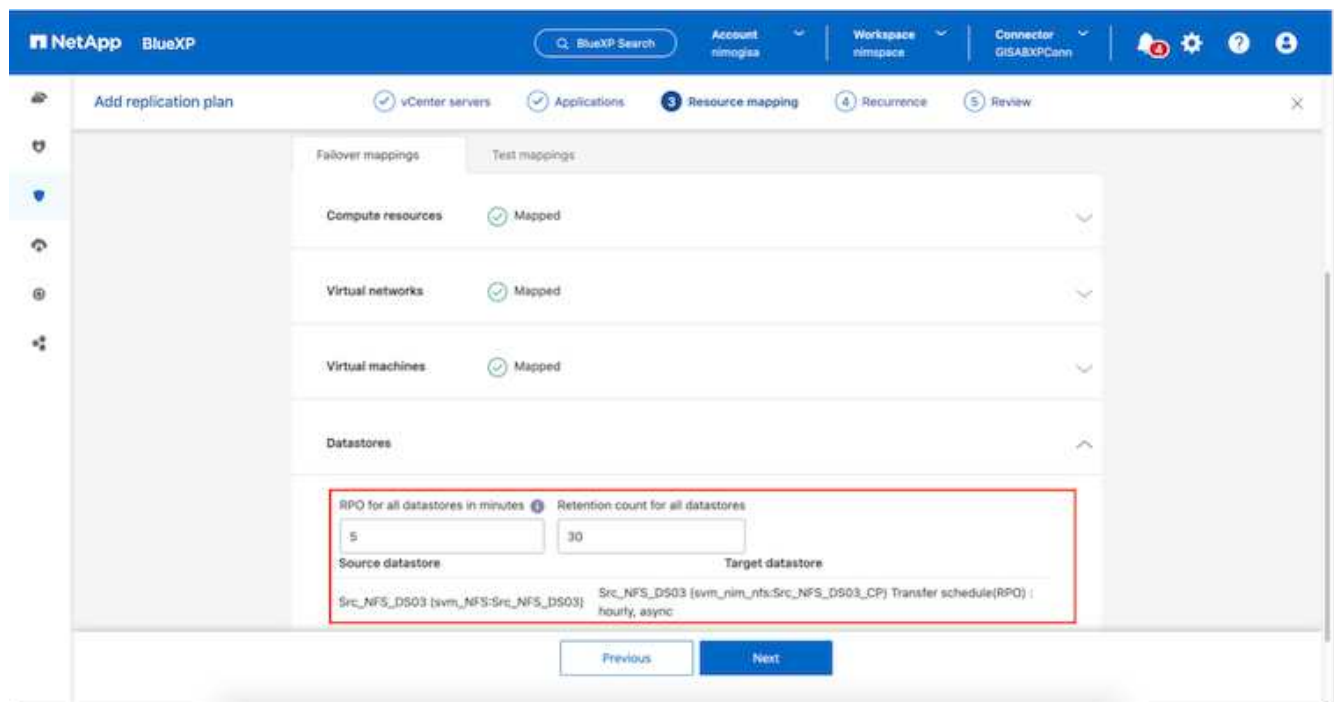 NetApp BlueXP
BlueXP Search
Account
nimogisa
Workspace
nimspace
Connector
GISABXPConn
4
Add replication plan
vCenter servers
Applications
3 Resource mapping
4 Recurrence
5 Review
Failover mappings
Test mappings
Compute resources
Mapped
Virtual networks
Mapped
Virtual machines
Mapped
Datastores
RPO for all datastores in minutes
Retention count for all datastores
5
30
Source datastore
Target datastore
Src_NFS_DS03 (svm_NFS:Src_NFS_DS03)
Src_NFS_DS03 (svm_nim_nfs:Src_NFS_DS03_CP) Transfer schedule(RPO) :
hourly, async
Previous
Next